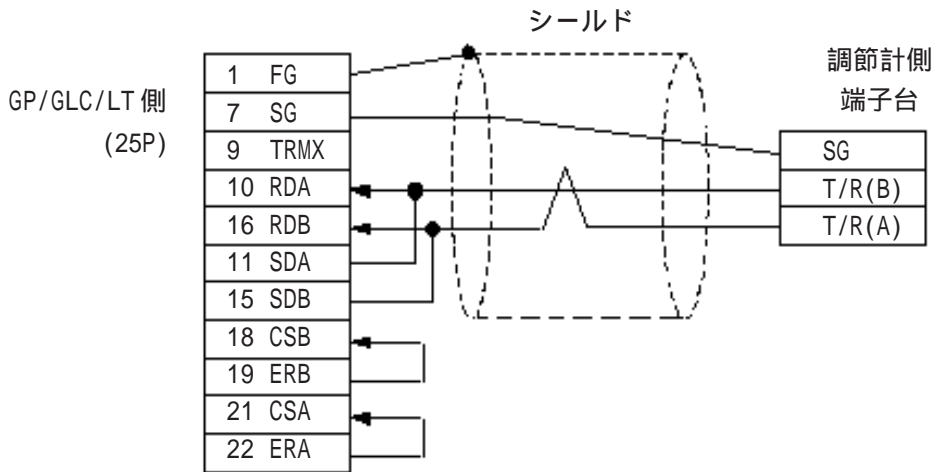 シールド
GP/GLC/LT 側
(25P)
1 FG
7 SG
9 TRMX
10 RDA
16 RDB
11 SDA
15 SDB
18 CSB
19 ERB
21 CSA
22 ERA
調節計側
端子台
SG
T/R(B)
T/R(A)